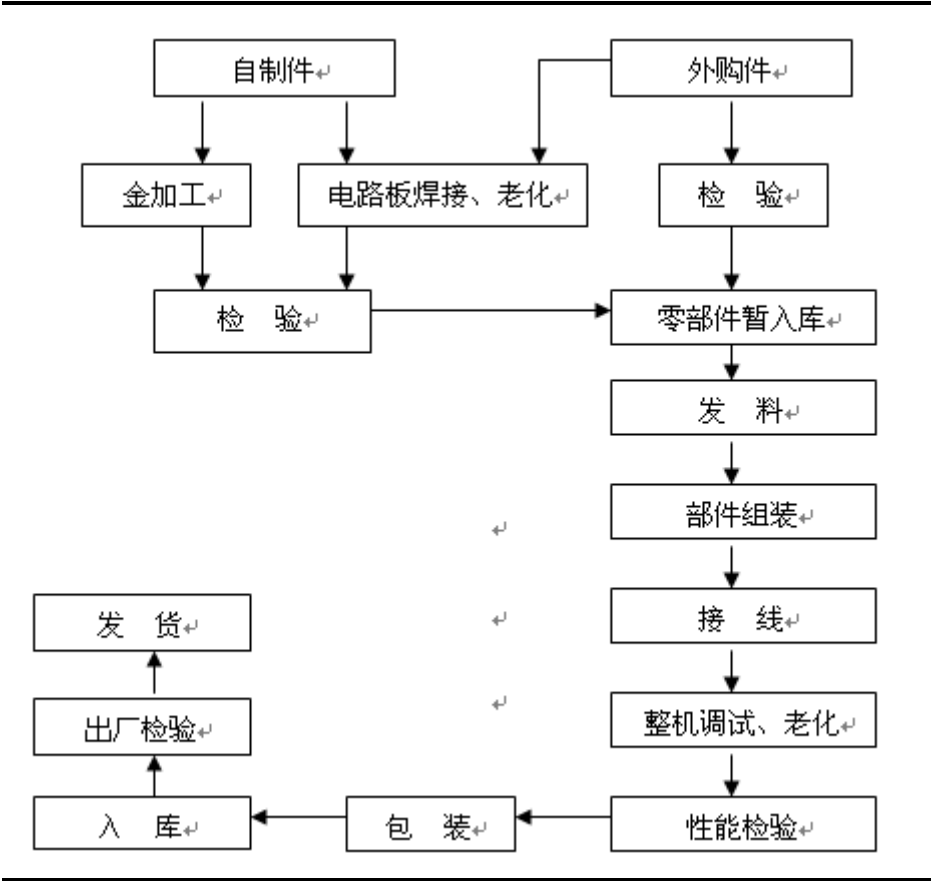 自制件
外购件
金加工
电路板焊接、老化
检 验
检 验
零部件暂入库
发 料
部件组装
接 线
发 货
整机调试、老化
出厂检验
入 库
包 装
性能检验